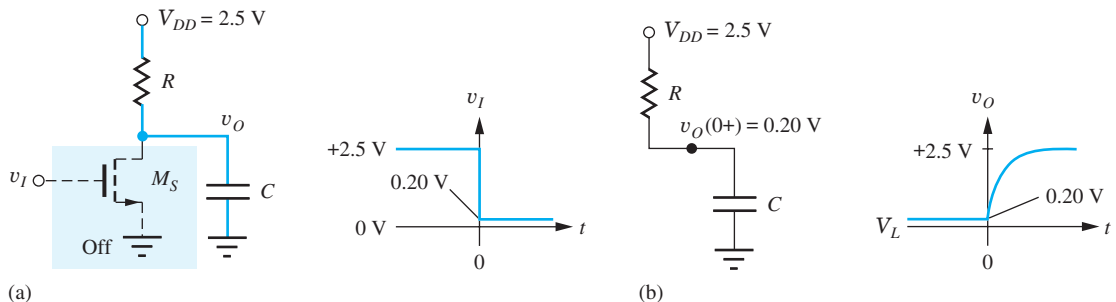 V_DD = 2.5 V
R
v_O
v_I
M_S
C
Off
(a)
v_I
+2.5 V
0.20 V
0 V
t
0
V_DD = 2.5 V
R
v_O(0+) = 0.20 V
C
(b)
v_O
+2.5 V
0.20 V
V_L
t
0